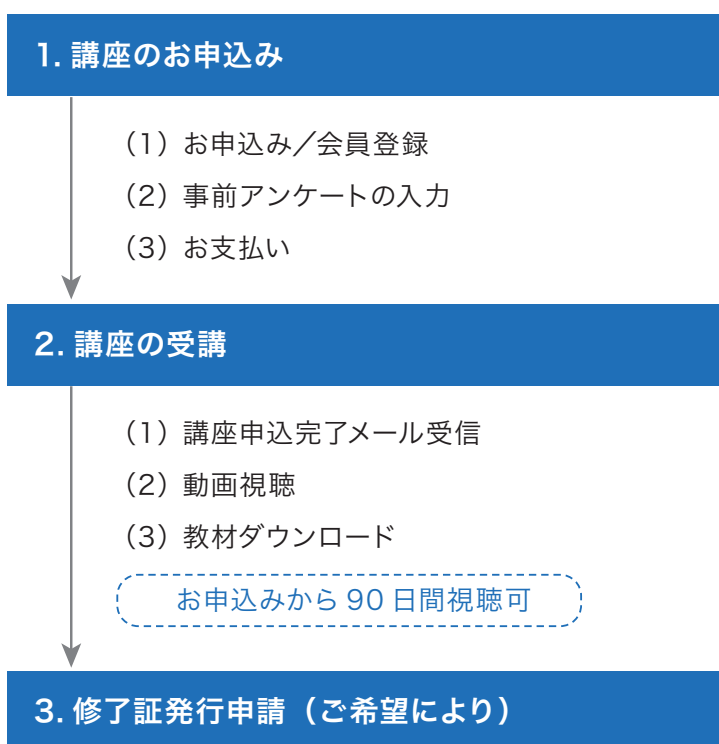 1. 講座のお申込み
（1）お申込み／会員登録
（2）事前アンケートの入力
（3）お支払い
2. 講座の受講
（1）講座申込完了メール受信
（2）動画視聴
（3）教材ダウンロード
お申込みから 90 日間視聴可
3. 修了証発行申請（ご希望により）